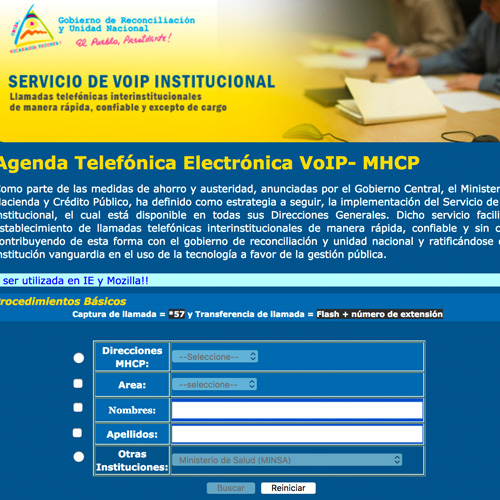 Gobierno de Reconciliación
y Unidad Nacional
El Pueblo, Presidente!
SERVICIO DE VOIP INSTITUCIONAL
Llamadas telefónicas interinstitucionales
de manera rápida, confiable y excepto de cargo
Agenda Telefónica Electrónica VoIP- MHCP
como parte de las medidas de ahorro y austeridad, anunciadas por el Gobierno Central, el Minister
Hacienda y Crédito Público, ha definido como estrategia a seguir, la implementación del Servicio de
nstitucional, el cual está disponible en todas sus Direcciones Generales. Dicho servicio facili
stablecimiento de llamadas telefónicas interinstitucionales de manera rápida, confiable y sin c
ontribuyendo de esta forma con el gobierno de reconciliación y unidad nacional y ratificándose
nstitución vanguardia en el uso de la tecnología a favor de la gestión pública.
ser utilizada en IE y Mozilla!!
Procedimientos Básicos
Captura de llamada = *57 y Transferencia de llamada = Flash + número de extensión
Direcciones
MHCP:
--Seleccione--
Area:
--seleccione--
Nombres:
Apellidos:
Otras
Instituciones:
Ministerio de Salud (MINSA)
Buscar Reiniciar